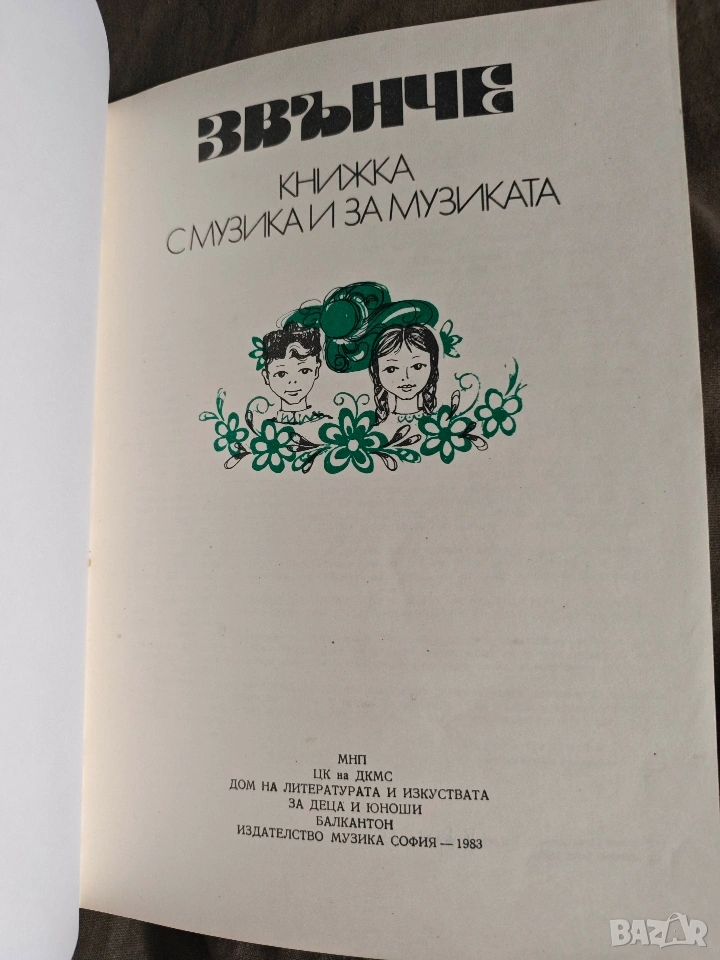 ЗВЪНЧЕ
КНИЖКА
С МУЗИКА И ЗА МУЗИКАТА
МНП
ЦК на ДКМС
ДОМ НА ЛИТЕРАТУРАТА И ИЗКУСТВАТА
ЗА ДЕЦА И ЮНОШИ
БАЛКАНТОН
ИЗДАТЕЛСТВО МУЗИКА СОФИЯ — 1983
BAZAR